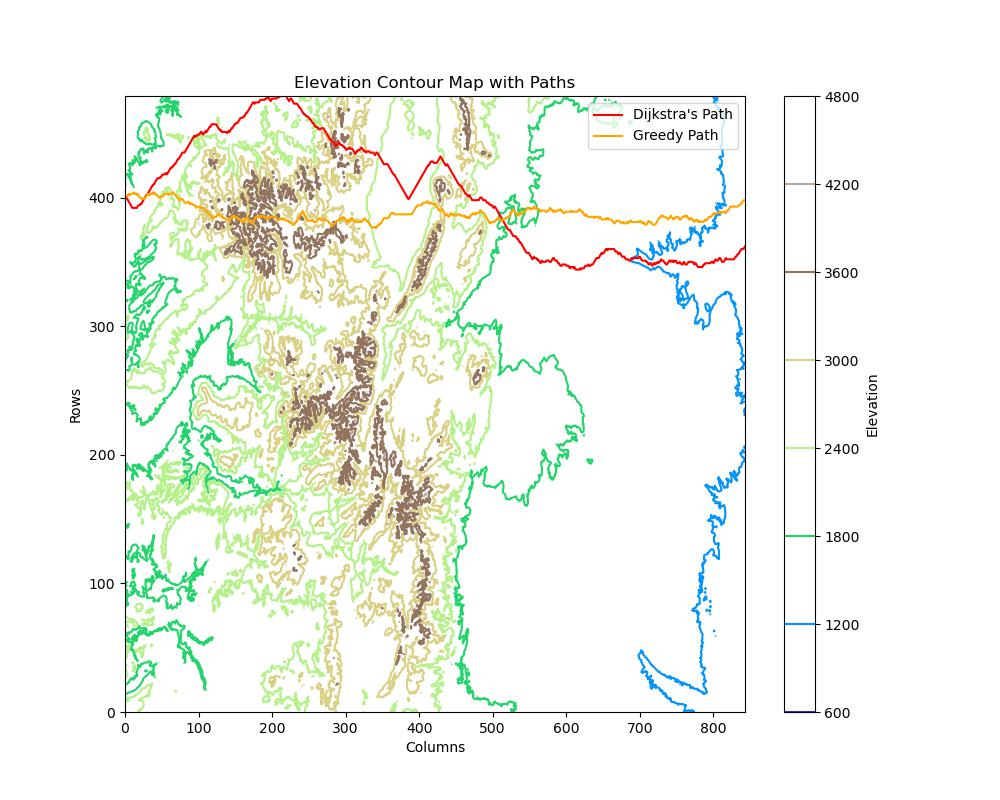 Elevation Contour Map with Paths
Dijkstra's Path
Greedy Path
Rows
400
300
200
100
0
0 100 200 300 400 500 600 700 800
Columns
4800
4200
3600
3000
2400
1800
1200
600
Elevation